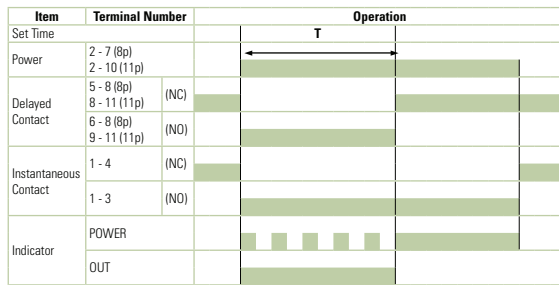 Item Terminal Number Operation
Set Time T
Power 2 - 7 (8p)
2 - 10 (11p)
Delayed Contact 5 - 8 (8p)
8 - 11 (11p) (NC)
6 - 8 (8p)
9 - 11 (11p) (NO)
Instantaneous Contact 1 - 4 (NC)
1 - 3 (NO)
Indicator POWER
OUT